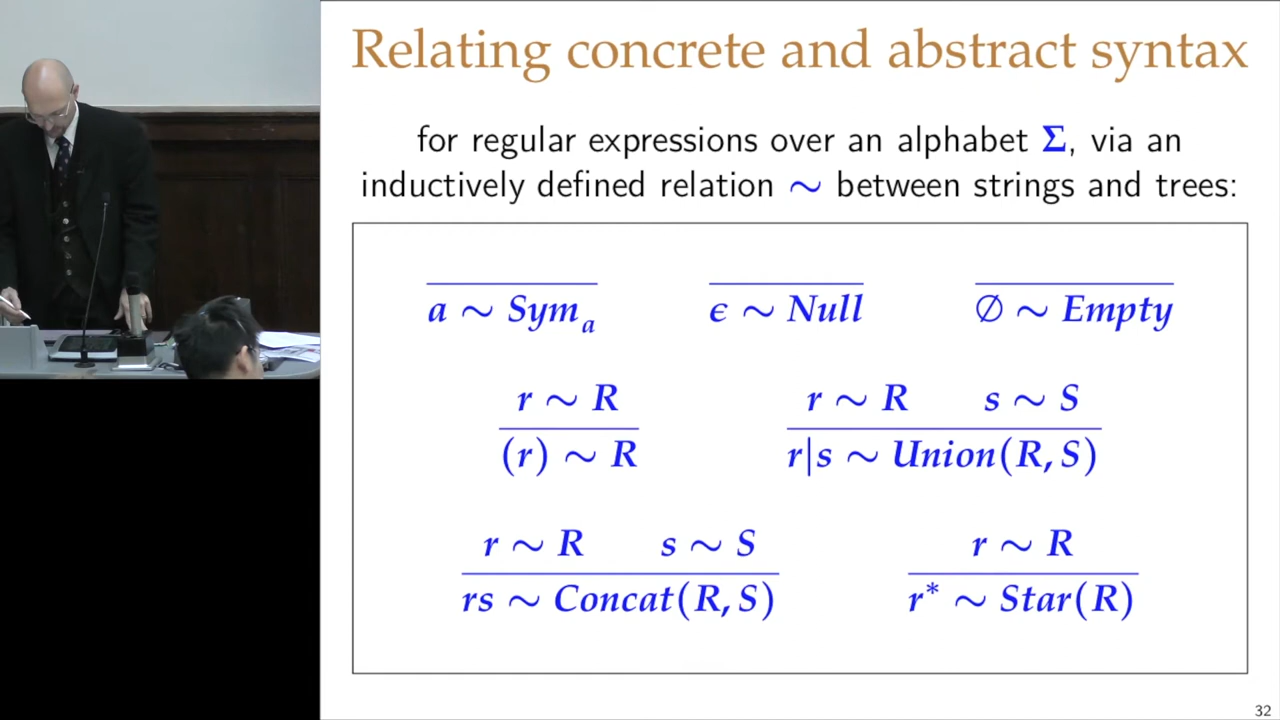 Relating concrete and abstract syntax
for regular expressions over an alphabet Σ, via an
inductively defined relation ∼ between strings and trees:
a ∼ Sym_a    ϵ ∼ Null    ∅ ∼ Empty
r ∼ R    r ∼ R    s ∼ S
(r) ∼ R    r|s ∼ Union(R, S)
r ∼ R    s ∼ S    r ∼ R
rs ∼ Concat(R, S)    r* ∼ Star(R)
32